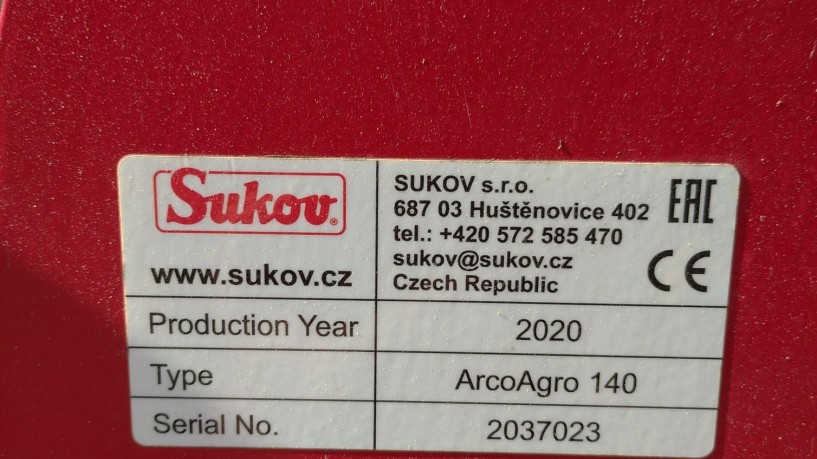 Sukov®
www.sukov.cz
SUKOV s.r.o.
687 03 Huštěnovice 402
tel.: +420 572 585 470
sukov@sukov.cz
Czech Republic
EAC
CE
Production Year 2020
Type ArcoAgro 140
Serial No. 2037023